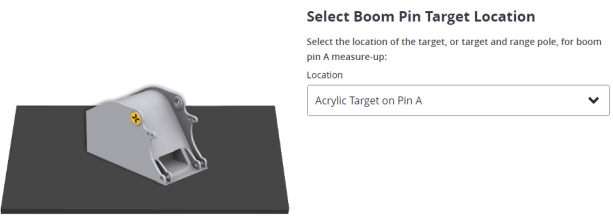 Select Boom Pin Target Location
Select the location of the target, or target and range pole, for boom
pin A measure-up:
Location
Acrylic Target on Pin A